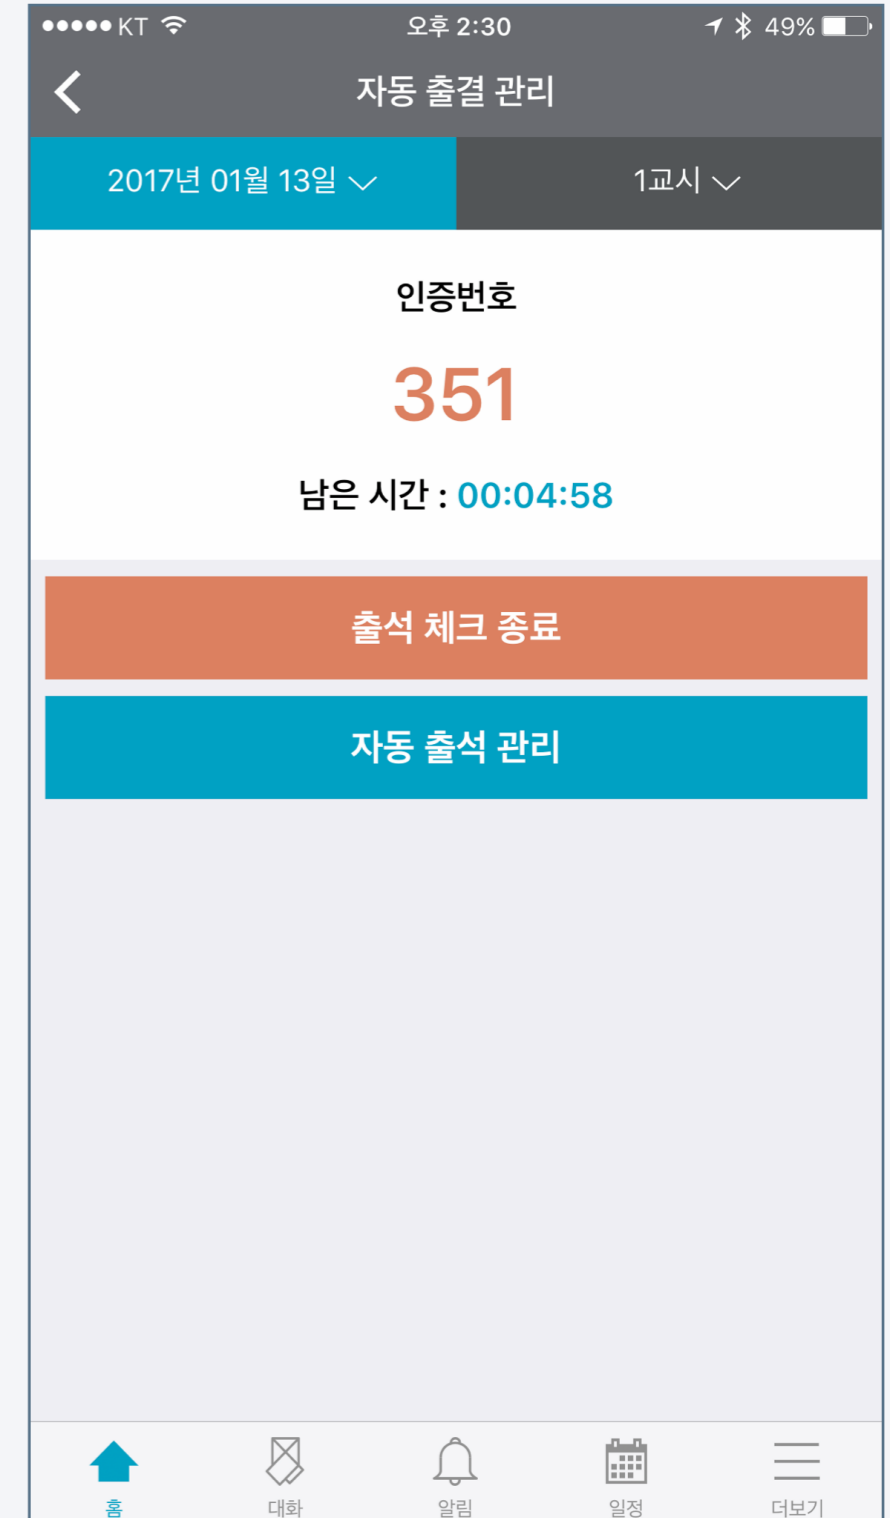 KT 오후 2:30 49%
자동 출결 관리
2017년 01월 13일 1교시
인증번호
351
남은 시간 : 00:04:58
출석 체크 종료
자동 출석 관리
홈 대화 알림 일정 더보기